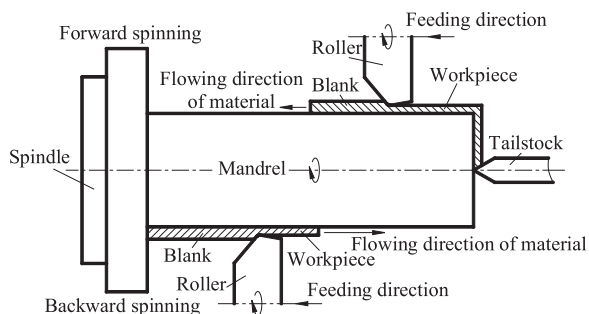 Feeding direction
Forward spinning
Roller
Flowing direction
of material
Blank
Workpiece
Tailstock
Spindle
Mandrel
Flowing direction of material
Blank
Workpiece
Roller
Feeding direction
Backward spinning